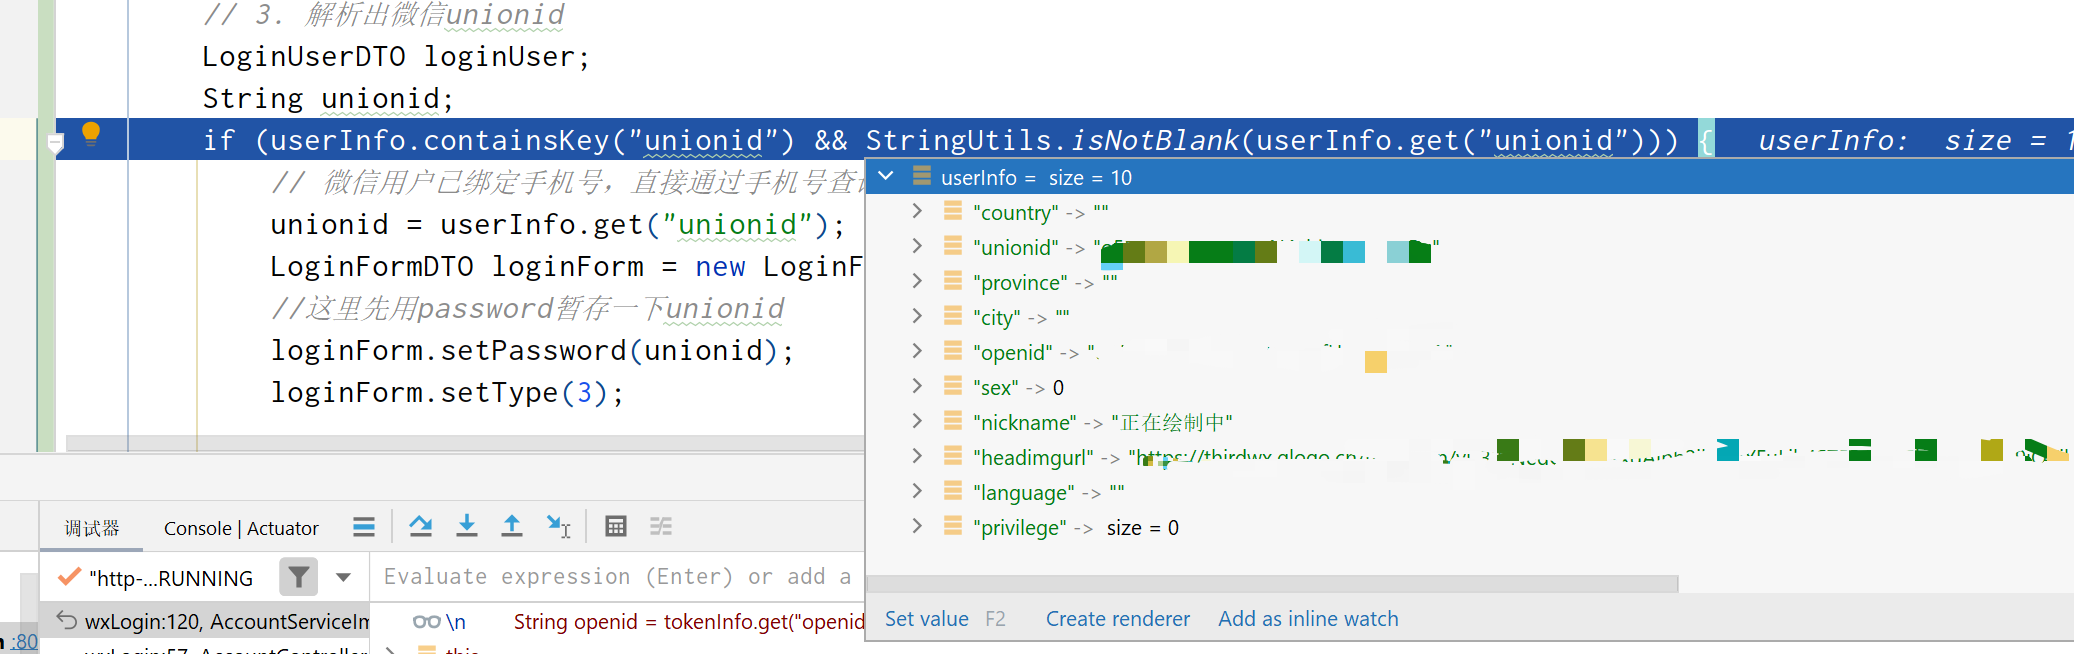 // 3. 解析出微信unionid
LoginUserDTO loginUser;
String unionid;
if (userInfo.containsKey("unionid") && StringUtils.isNotBlank(userInfo.get("unionid"))) { userInfo: size = 1
// 微信用户已绑定手机号，直接通过手机号查
unionid = userInfo.get("unionid");
LoginFormDTO loginForm = new LoginF
//这里先用password暂存一下unionid
loginForm.setPassword(unionid);
loginForm.setType(3);
userInfo = size = 10
"country" -> ""
"unionid" -> "
"province" -> ""
"city" -> ""
"openid" -> "
"sex" -> 0
"nickname" -> "正在绘制中"
"headimgurl" -> "https://thirdwx.qlogo.cn/
"language" -> ""
"privilege" -> size = 0
Set value F2 Create renderer Add as inline watch
调试器 Console | Actuator
"http-...RUNNING
Evaluate expression (Enter) or add a
wxLogin:120, AccountServiceIm
\n String openid = tokenInfo.get("openid
:80
wxLogin:57, AccountController
this